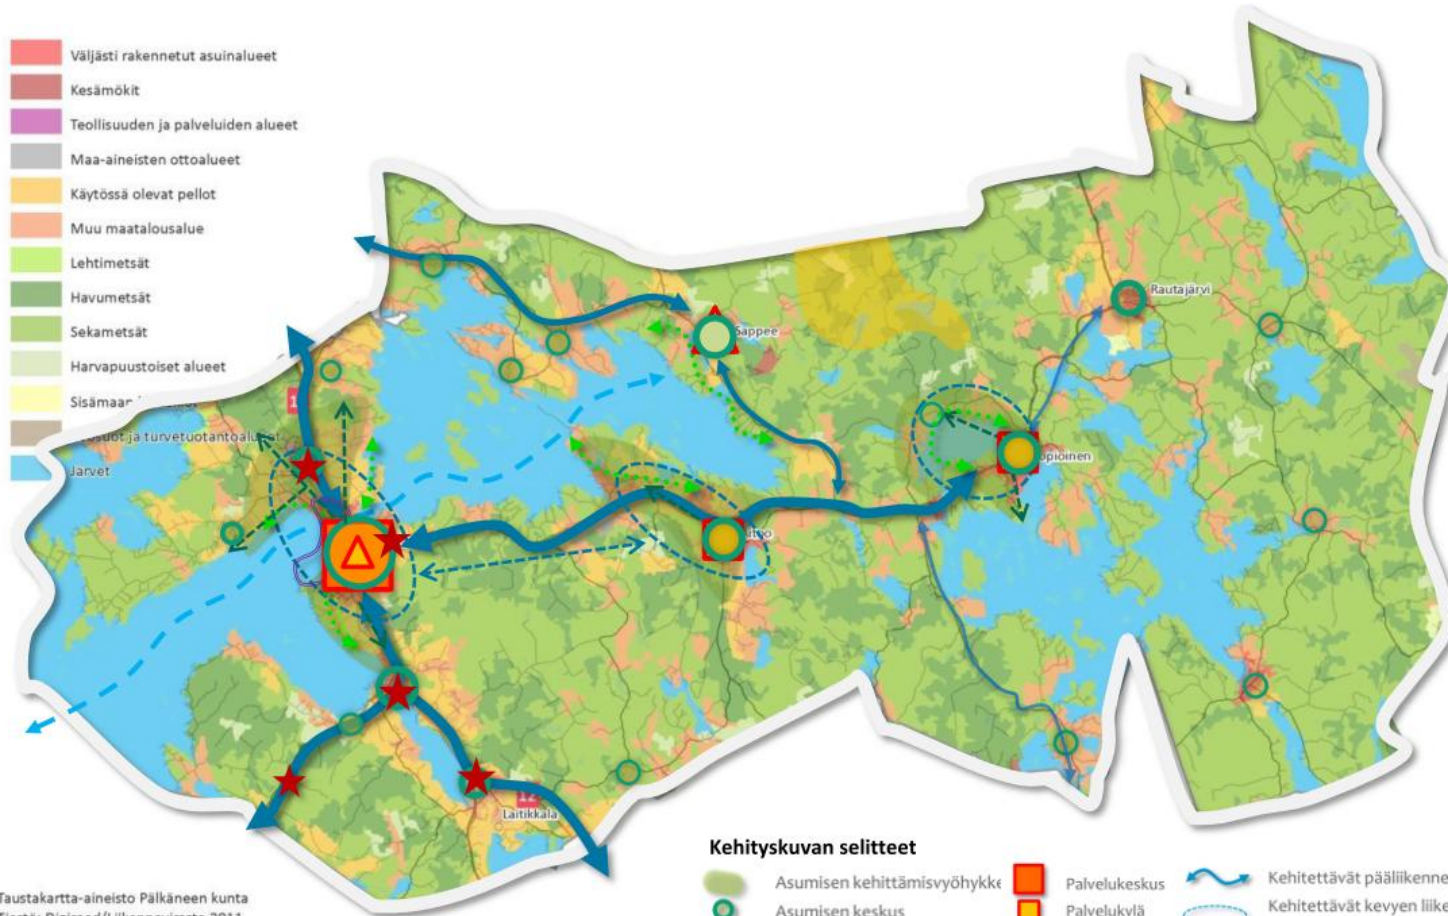 Väljästi rakennetut asuinalueet
Kesämökit
Teollisuuden ja palveluiden alueet
Maa-aineisten ottoalueet
Käytössä olevat pellot
Muu maatalousalue
Lehtimetsät
Havumetsät
Sekametsät
Harvapuustoiset alueet
Sisämaan
ja turvetuotantoalueet
Järvet
Rautajärvi
Sappee
12
Laitikkala
Kehityskuvan selitteet
Asumisen kehittämisvyöhykke
Asumisen keskus
Palvelukeskus
Palvelukylä
Kehitettävät pääliikenne
Kehitettävät kevyen liike
Taustakartta-aineisto Pälkäneen kunta